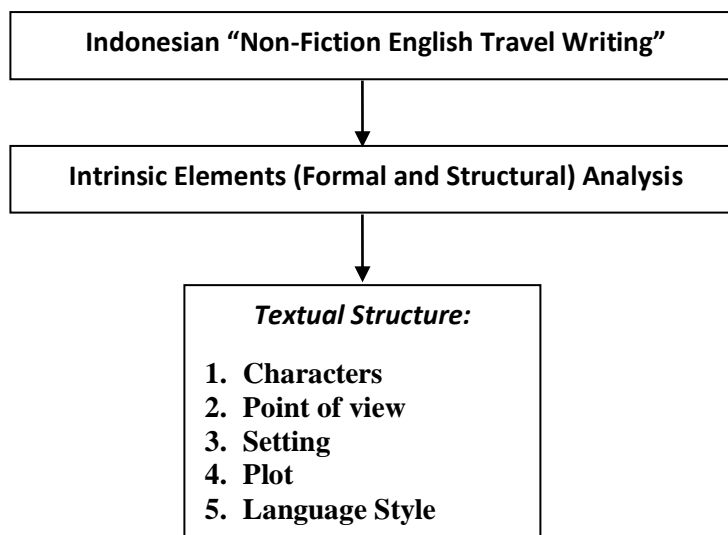 Indonesian “Non-Fiction English Travel Writing”
Intrinsic Elements (Formal and Structural) Analysis
Textual Structure:
1. Characters
2. Point of view
3. Setting
4. Plot
5. Language Style